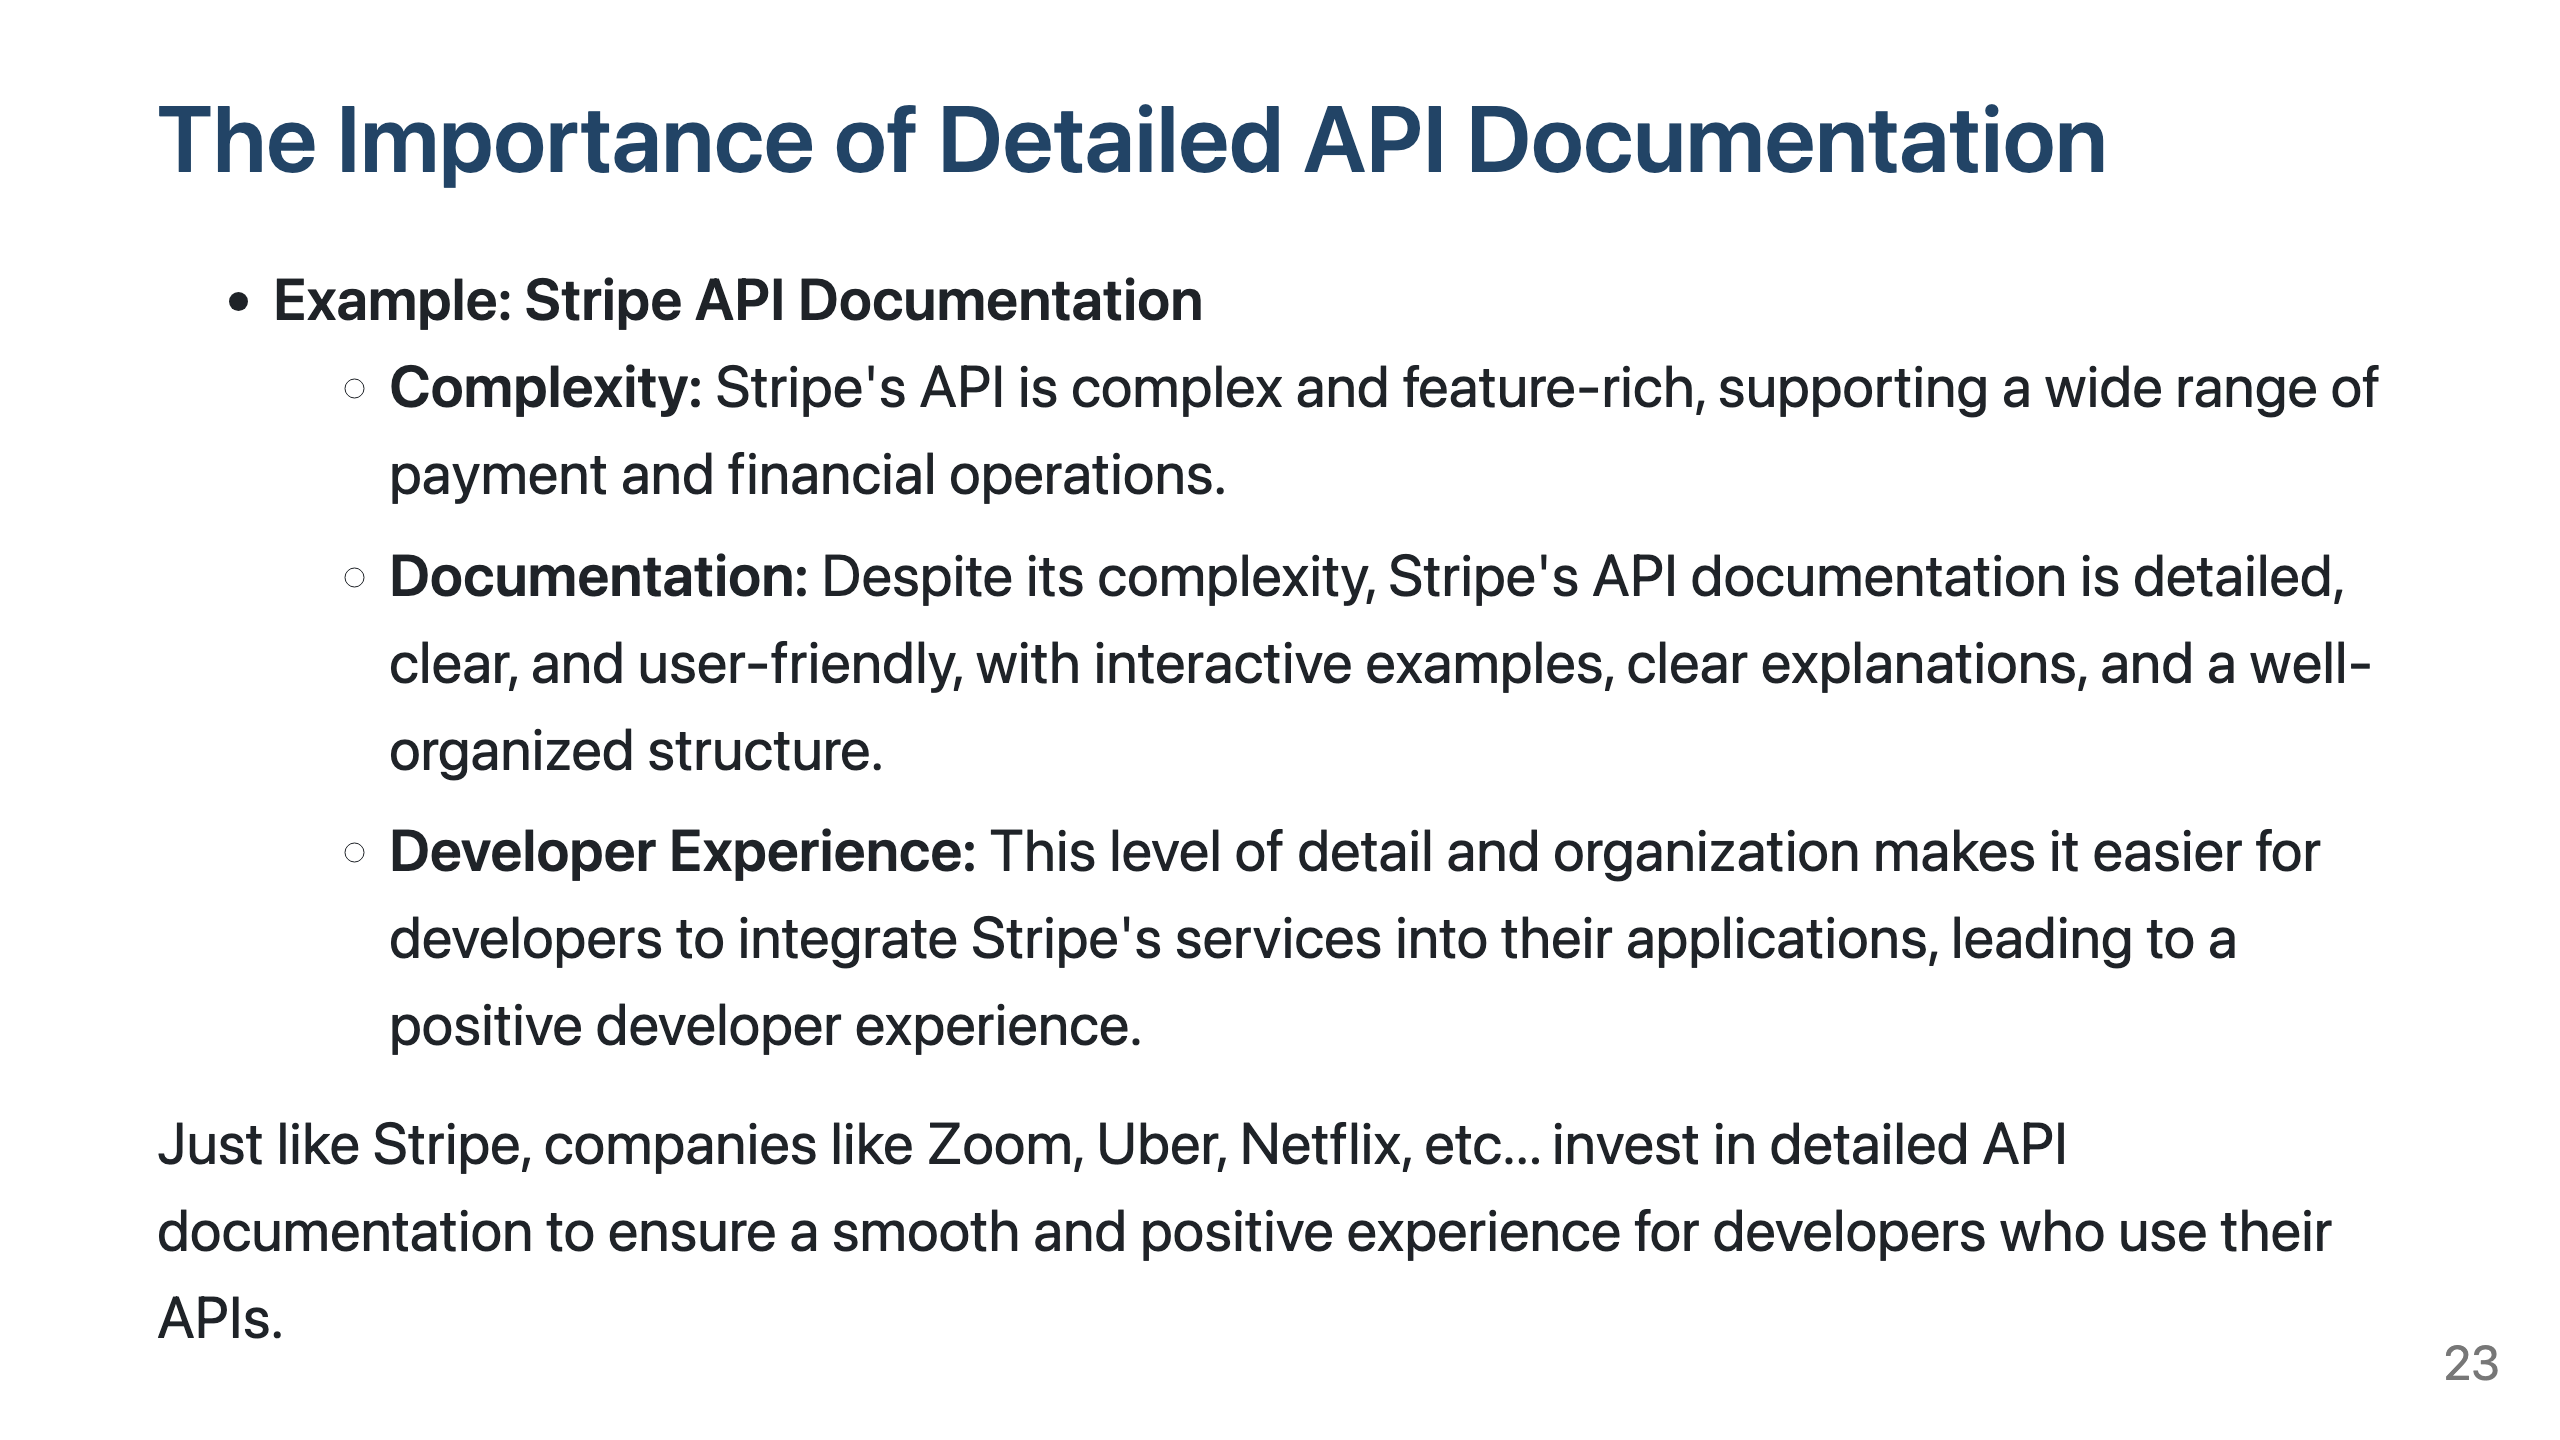 The Importance of Detailed API Documentation
• Example: Stripe API Documentation
○ Complexity: Stripe's API is complex and feature-rich, supporting a wide range of
payment and financial operations.
○ Documentation: Despite its complexity, Stripe's API documentation is detailed,
clear, and user-friendly, with interactive examples, clear explanations, and a well-
organized structure.
○ Developer Experience: This level of detail and organization makes it easier for
developers to integrate Stripe's services into their applications, leading to a
positive developer experience.
Just like Stripe, companies like Zoom, Uber, Netflix, etc... invest in detailed API
documentation to ensure a smooth and positive experience for developers who use their
APIs.
23